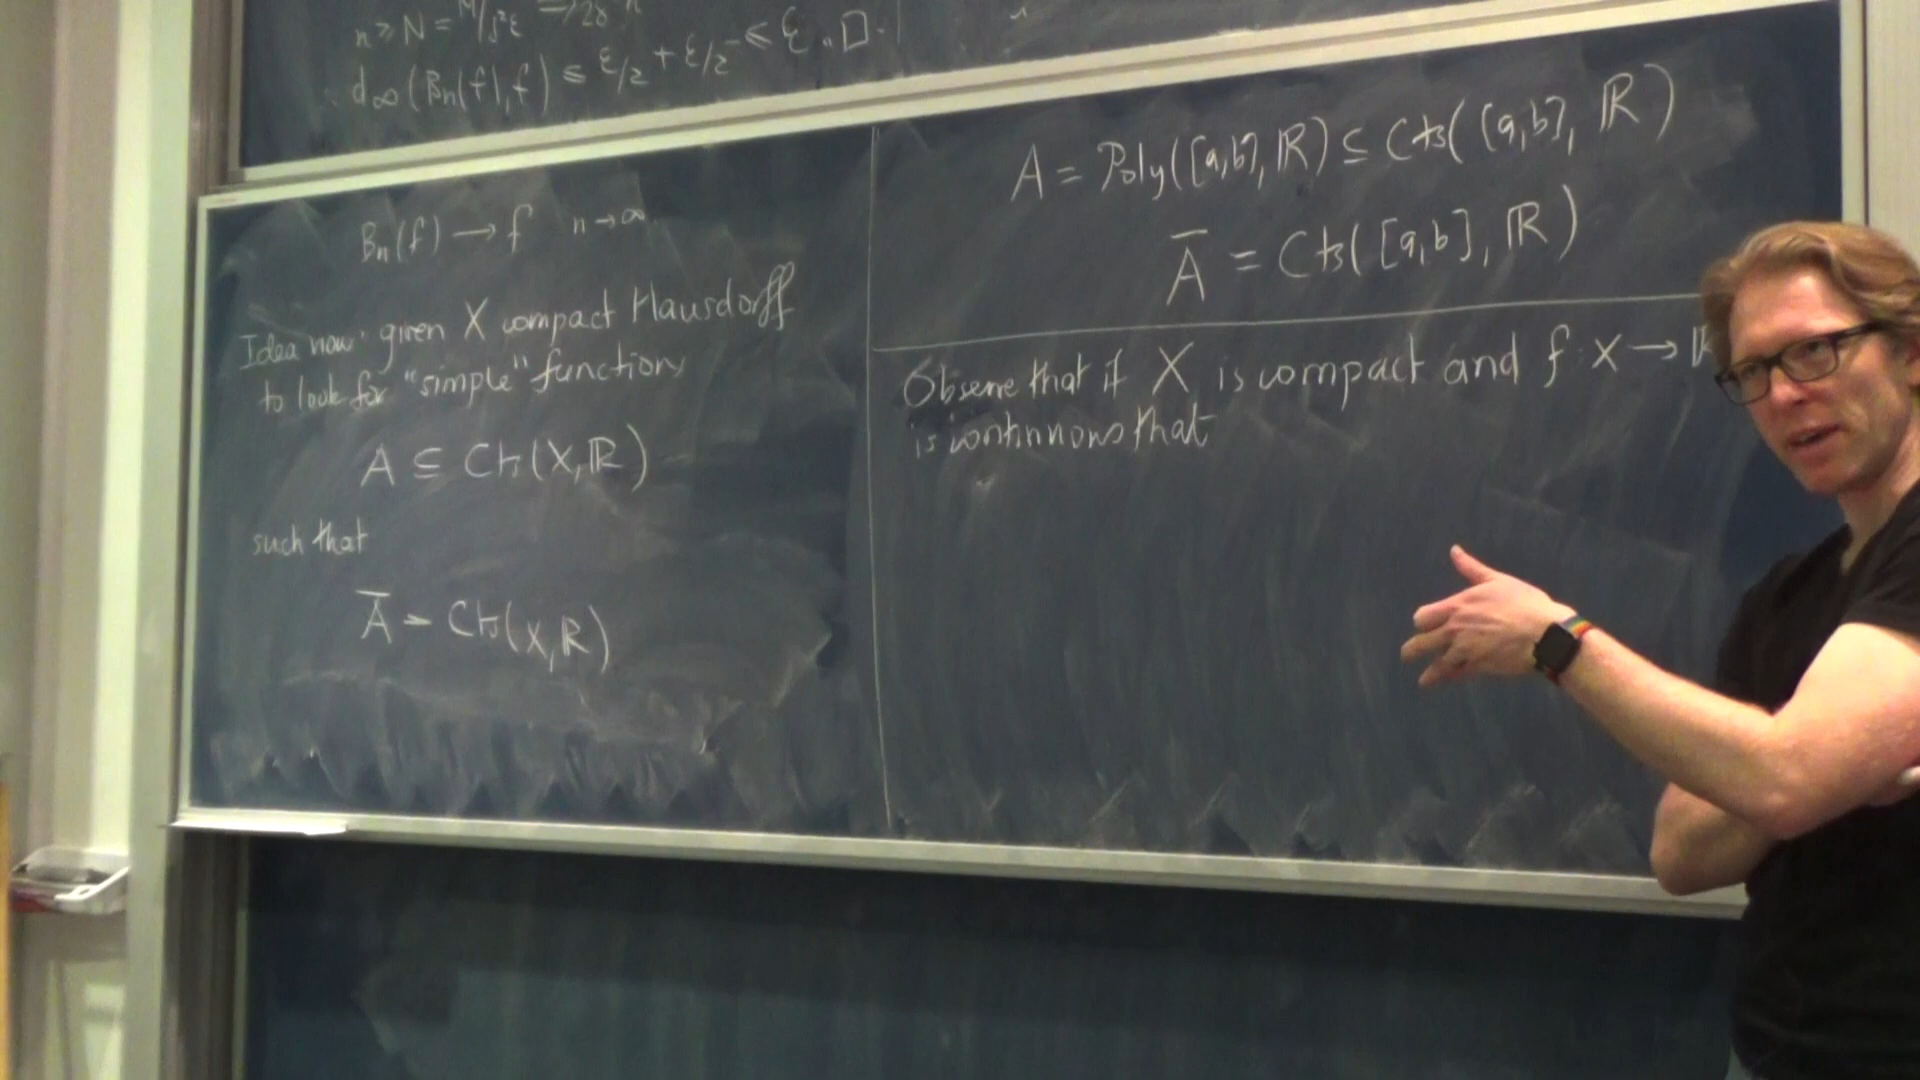 n ≥ N = M/δ²ε
d∞(Bn(f), f) ≤ ε/2 + ε/2 ≤ ε. □.
Bn(f) → f n → ∞
Idea now: given X compact Hausdorff
to look for "simple" functions
A ⊆ Cts(X, ℝ)
such that
A̅ = Cts(X, ℝ)
A = Poly([a,b], ℝ) ⊆ Cts([a,b], ℝ)
A̅ = Cts([a,b], ℝ)
Observe that if X is compact and f: X → ℝ
is continuous that